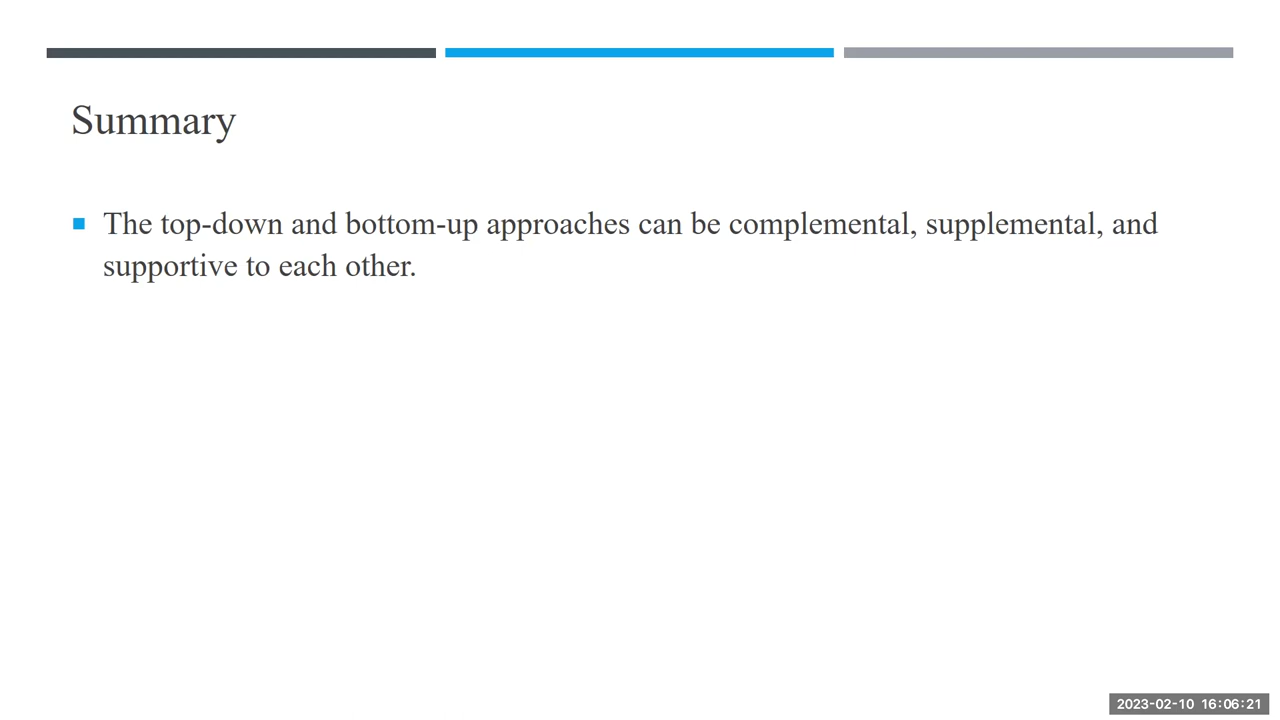 Summary
The top-down and bottom-up approaches can be complemental, supplemental, and
supportive to each other.
2023-02-10 16:06:21